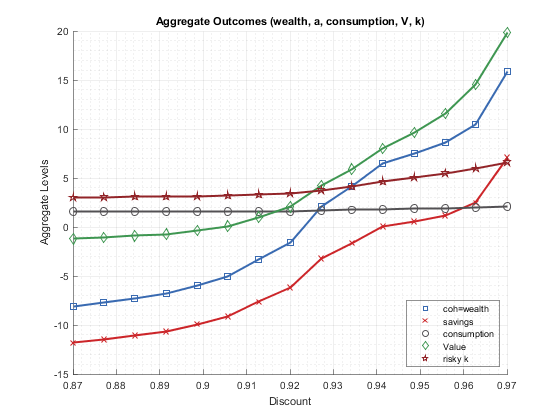 Aggregate Outcomes (wealth, a, consumption, V, k)
20
15
10
5
0
-5
-10
-15
Aggregate Levels
0.87 0.88 0.89 0.9 0.91 0.92 0.93 0.94 0.95 0.96 0.97
Discount
coh=wealth
savings
consumption
Value
risky k